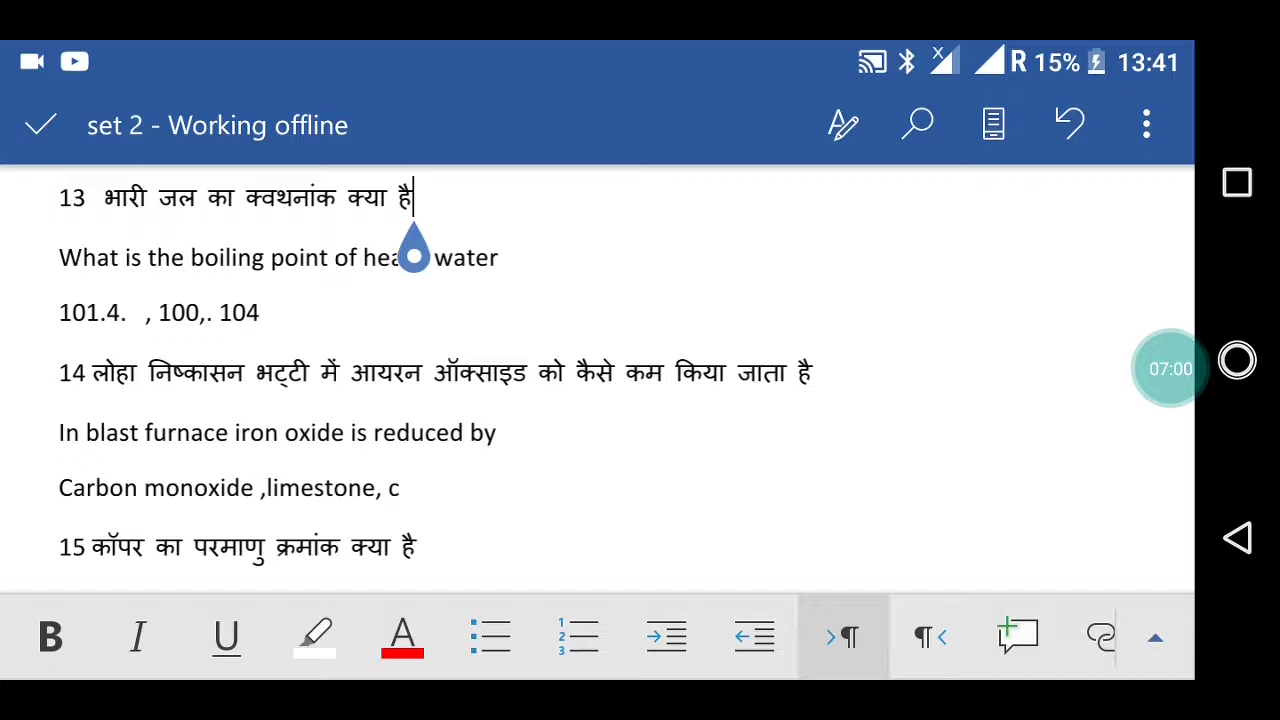 R 15% 13:41
set 2 - Working offline
13 भारी जल का क्वथनांक क्या है
What is the boiling point of water
101.4. , 100,. 104
14 लोहा निष्कासन भट्टी में आयरन ऑक्साइड को कैसे कम किया जाता है
07:00
In blast furnace iron oxide is reduced by
Carbon monoxide ,limestone, c
15 कॉपर का परमाणु क्रमांक क्या है
B I U A